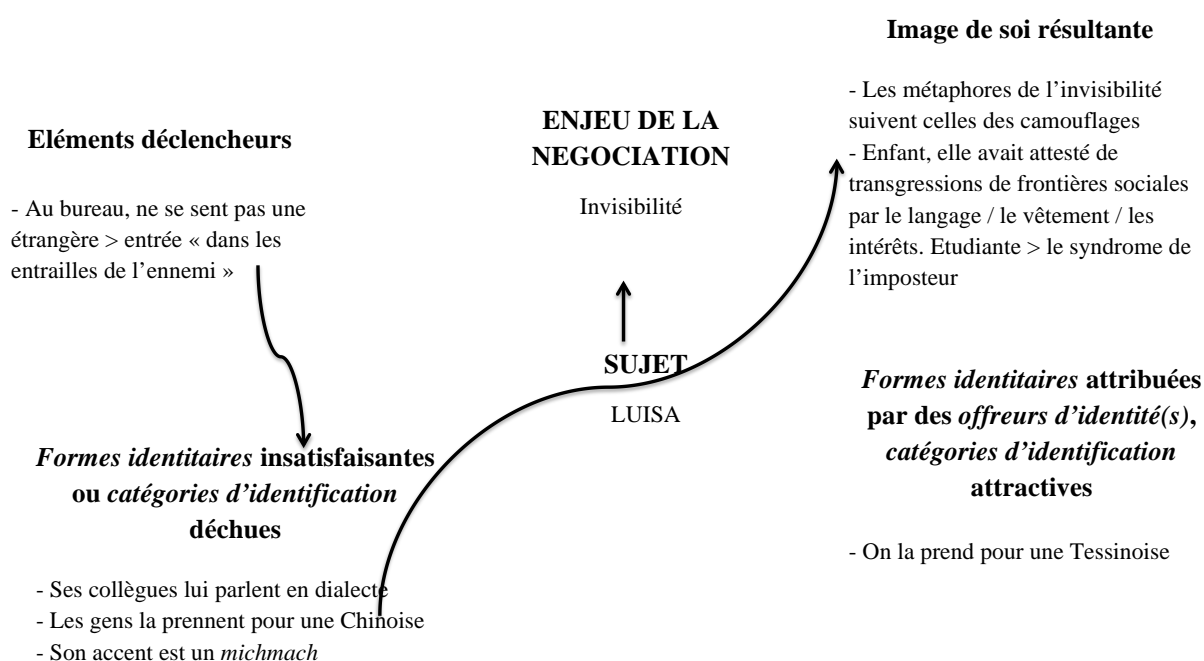 Eléments déclencheurs
- Au bureau, ne se sent pas une
étrangère > entrée « dans les
entrailles de l’ennemi »
Formes identitaires insatisfaisantes
ou catégories d’identification
déchues
- Ses collègues lui parlent en dialecte
- Les gens la prennent pour une Chinoise
- Son accent est un michmach
ENJEU DE LA
NEGOCIATION
Invisibilité
SUJET
LUISA
Image de soi résultante
- Les métaphores de l’invisibilité
suivent celles des camouflages
- Enfant, elle avait attesté de
transgressions de frontières sociales
par le langage / le vêtement / les
intérêts. Etudiante > le syndrome de
l’imposteur
Formes identitaires attribuées
par des offreurs d’identité(s),
catégories d’identification
attractives
- On la prend pour une Tessinoise